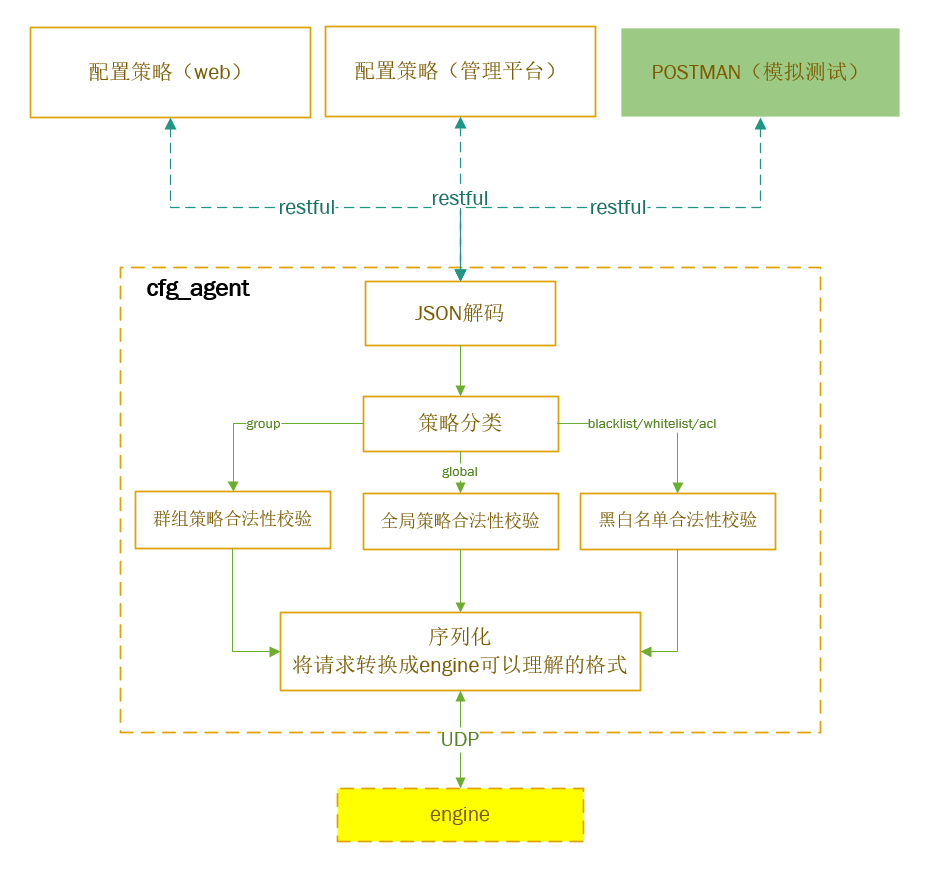 配置策略（web）
配置策略（管理平台）
POSTMAN（模拟测试）
restful
restful
restful
cfg_agent
JSON解码
策略分类
group
blacklist/whitelist/acl
global
群组策略合法性校验
全局策略合法性校验
黑白名单合法性校验
序列化
将请求转换成engine可以理解的格式
UDP
engine